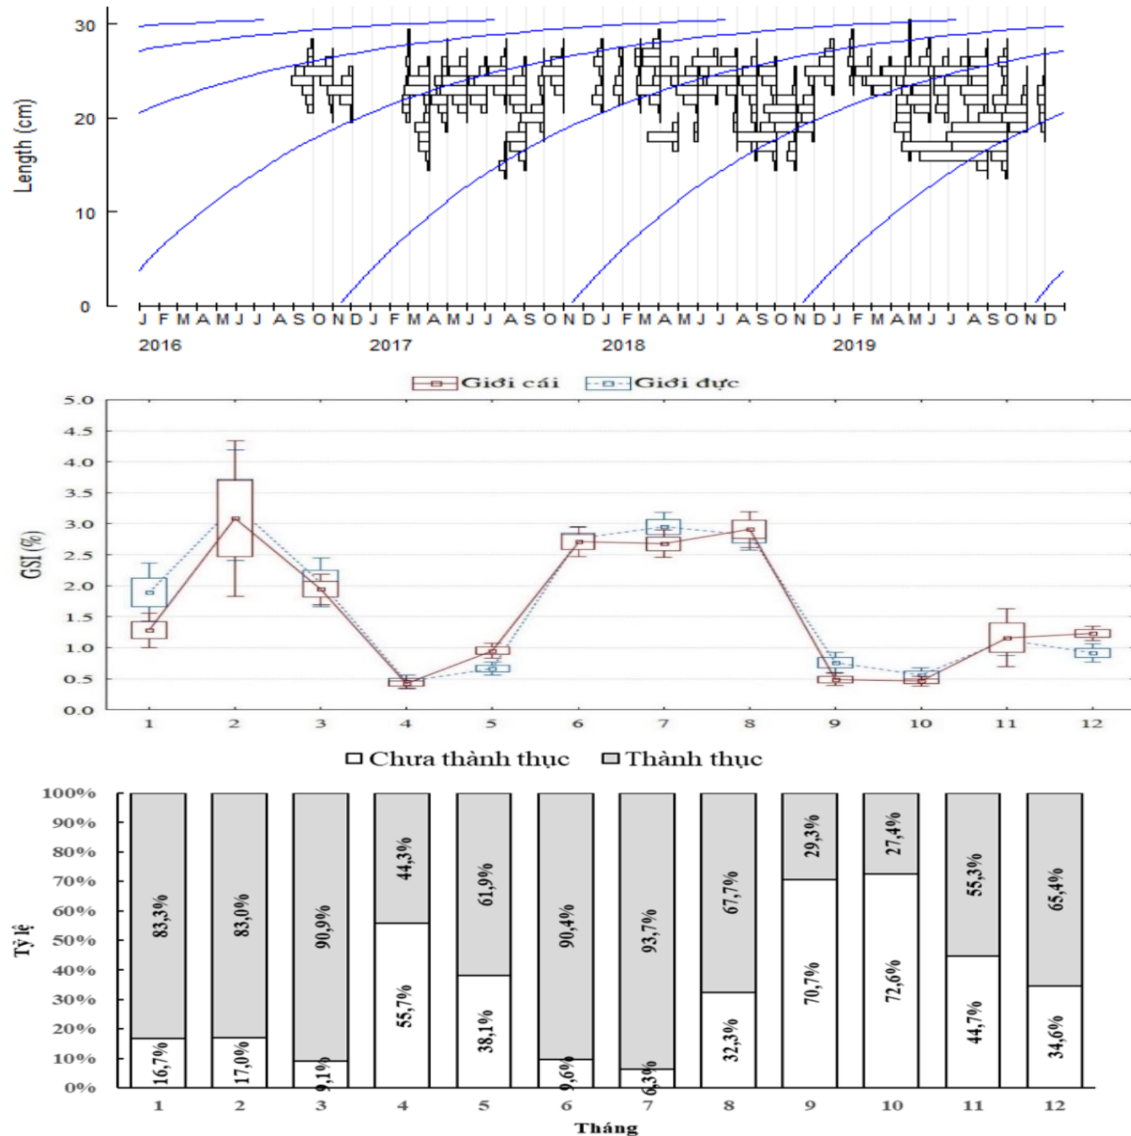 30
20
10
0
Length (cm)
J F M A M J J A S O N D J F M A M J J A S O N D J F M A M J J A S O N D J F M A M J J A S O N D
2016 2017 2018 2019
Giới cái Giới đực
5.0
4.5
4.0
3.5
3.0
2.5
2.0
1.5
1.0
0.5
0.0
GSI (%)
1 2 3 4 5 6 7 8 9 10 11 12
Chưa thành thục Thành thục
100%
90%
80%
70%
60%
50%
40%
30%
20%
10%
0%
Tỷ lệ
83,3% 83,0% 90,9% 44,3% 61,9% 90,4% 93,7% 67,7% 29,3% 27,4% 55,3% 65,4%
16,7% 17,0% 9,1% 55,7% 38,1% 9,6% 6,3% 32,3% 70,7% 72,6% 44,7% 34,6%
1 2 3 4 5 6 7 8 9 10 11 12
Tháng